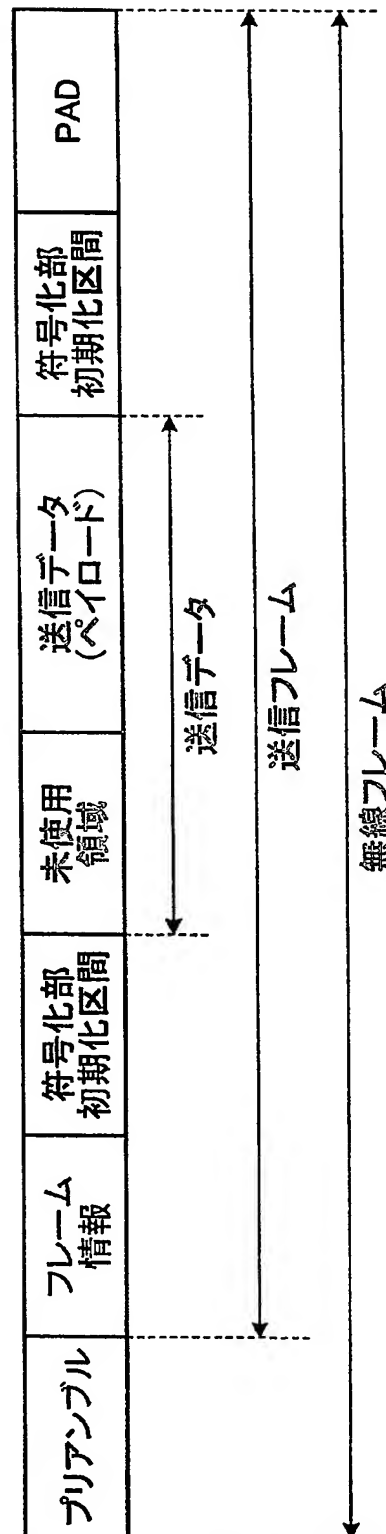 プリアンブル
フレーム
情報
符号化部
初期化区間
未使用
領域
送信データ
(ペイロード)
符号化部
初期化区間
PAD
送信データ
送信フレーム
無線フレーム